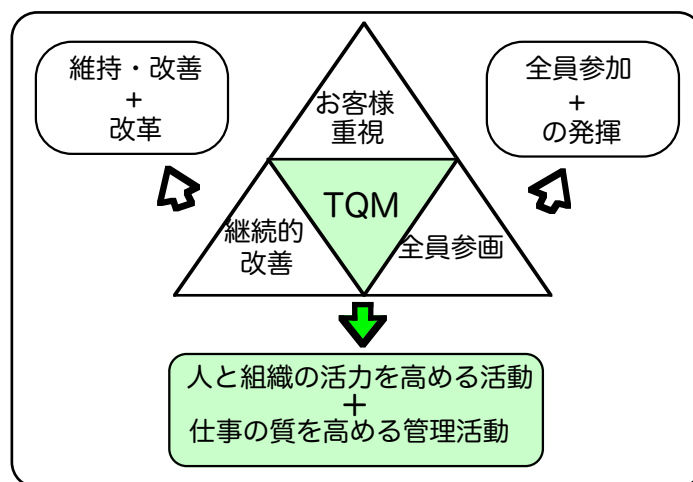 維持・改善
+
改革
全員参加
+
の発揮
お客様
重視
TQM
継続的
改善
全員参画
人と組織の活力を高める活動
+
仕事の質を高める管理活動